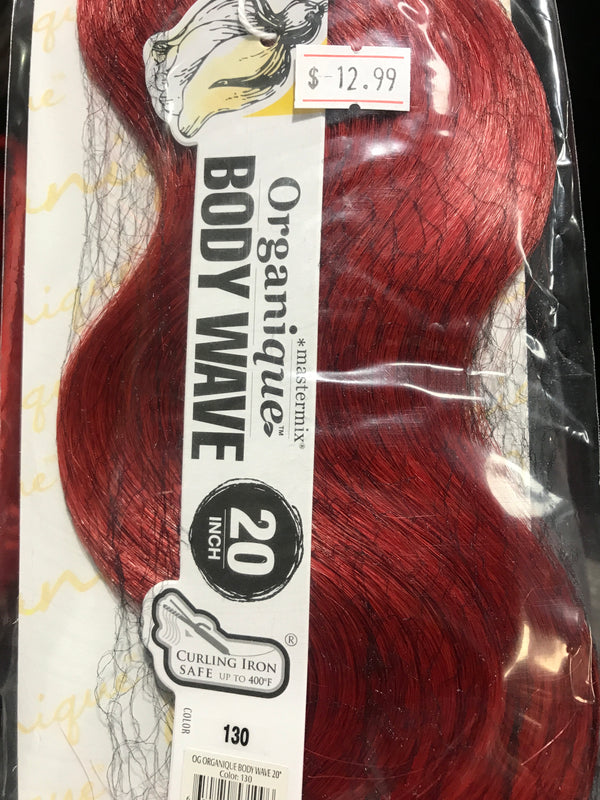 $ -12.99
Organique™
*mastermix®
BODY WAVE
20
INCH
CURLING IRON
SAFE UP TO 400°F
®
COLOR
130
OG ORGANIQUE BODY WAVE 20"
Color: 130